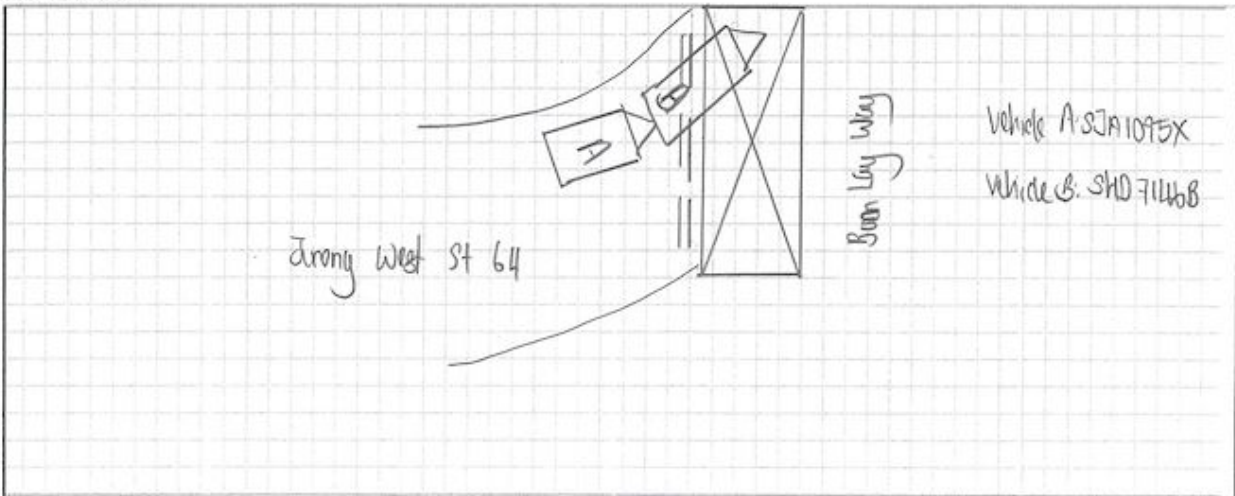 A
B
Jurong West St 64
Boon Lay Way
Vehicle A: SJA1095X
Vehicle B: SHD7146B